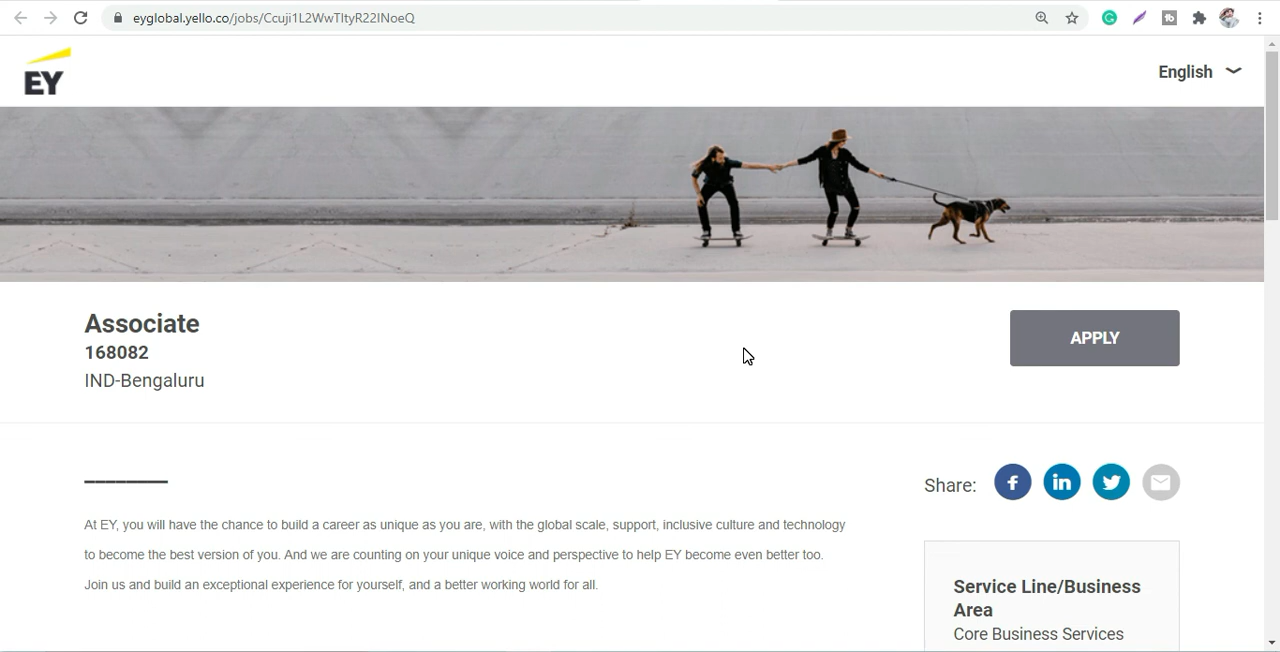 eyglobal.yello.co/jobs/Ccuji1L2WwTItyR22INoeQ
EY
English
Associate
168082
IND-Bengaluru
APPLY
Share:
At EY, you will have the chance to build a career as unique as you are, with the global scale, support, inclusive culture and technology
to become the best version of you. And we are counting on your unique voice and perspective to help EY become even better too.
Join us and build an exceptional experience for yourself, and a better working world for all.
Service Line/Business
Area
Core Business Services